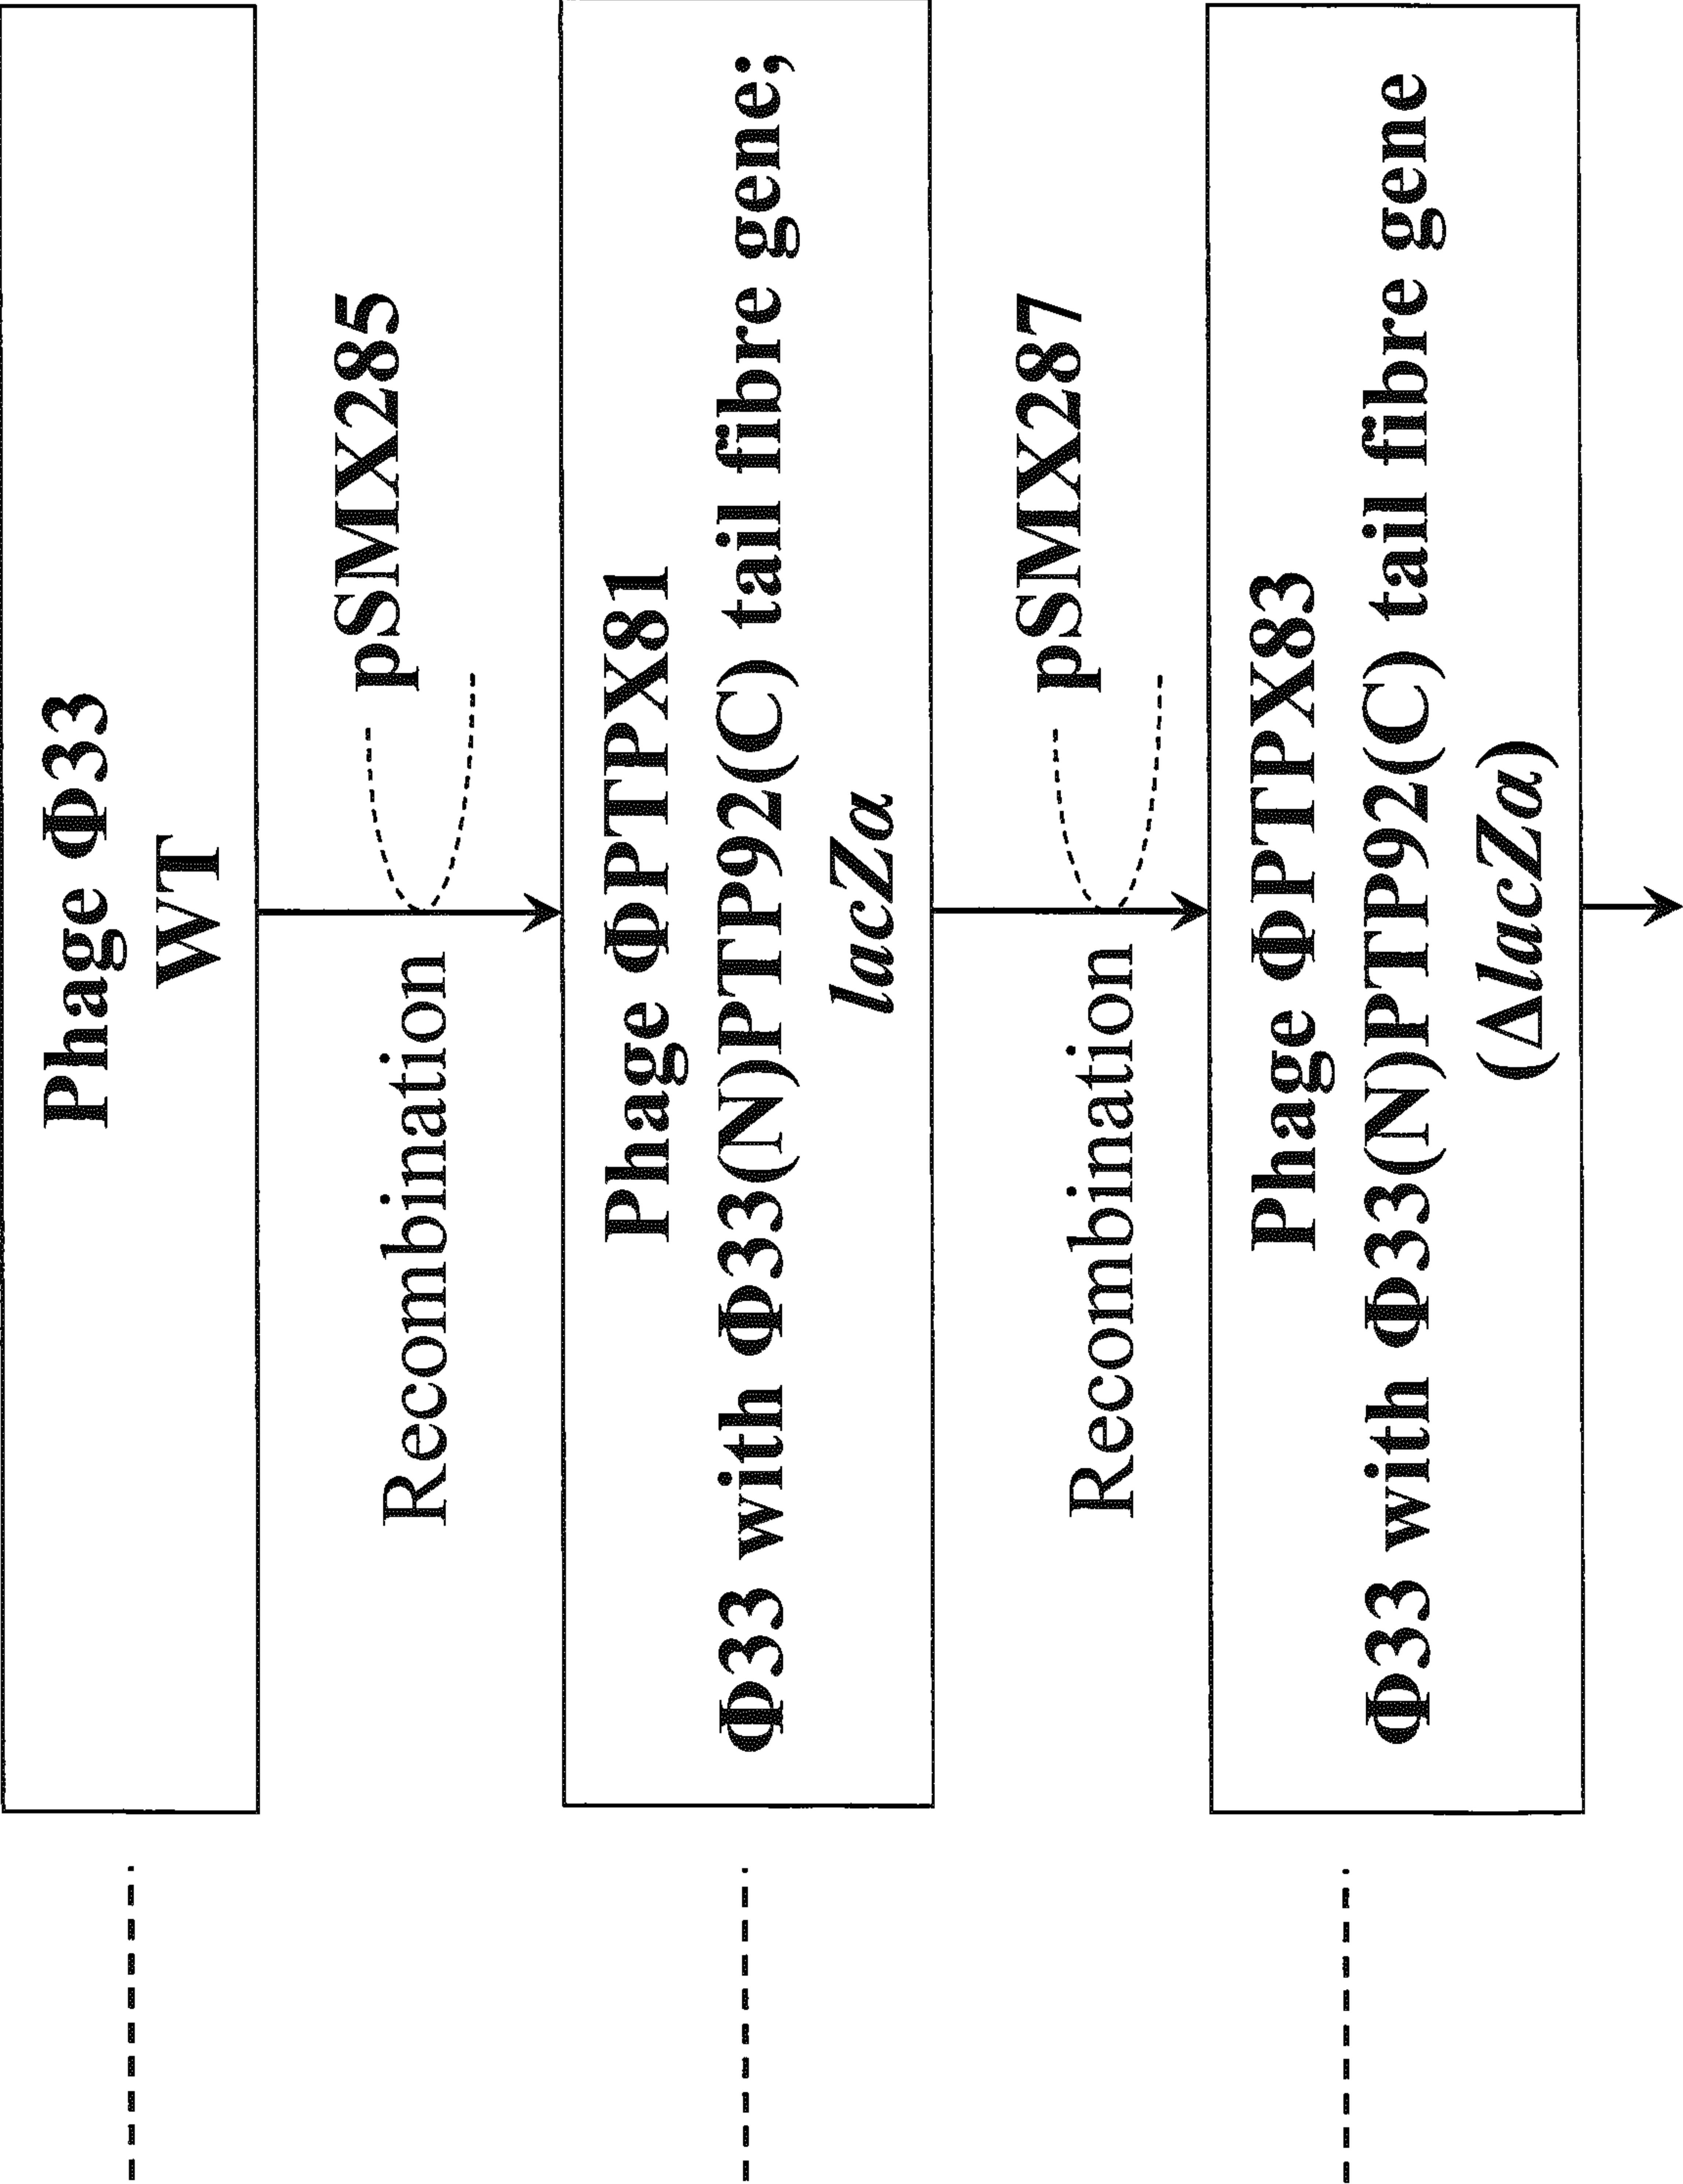 Phage Φ33
WT
Recombination
pSMX285
Phage ΦPTPX81
Φ33 with Φ33(N)PTP92(C) tail fibre gene;
lacZα
Recombination
pSMX287
Phage ΦPTPX83
Φ33 with Φ33(N)PTP92(C) tail fibre gene
(ΔlacZα)